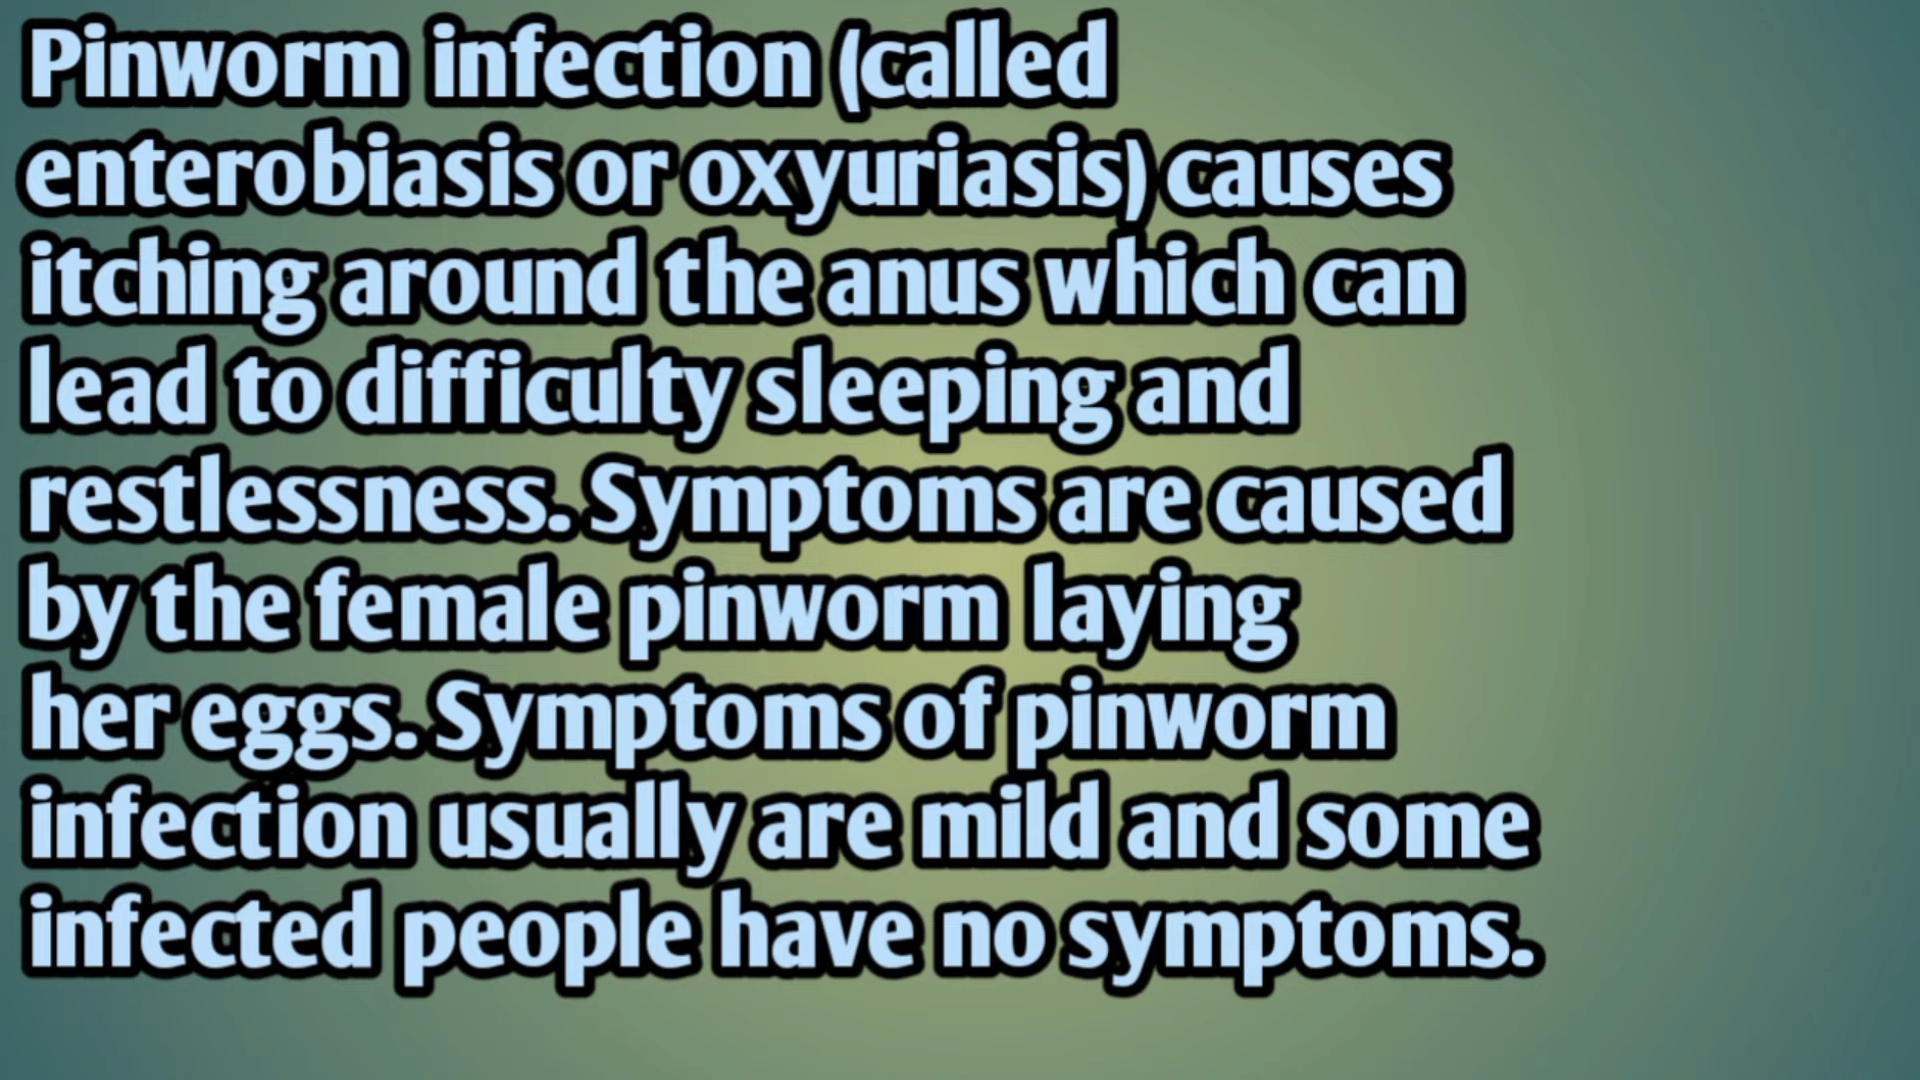 Pinworm infection (called
enterobiasis or oxyuriasis) causes
itching around the anus which can
lead to difficulty sleeping and
restlessness. Symptoms are caused
by the female pinworm laying
her eggs. Symptoms of pinworm
infection usually are mild and some
infected people have no symptoms.